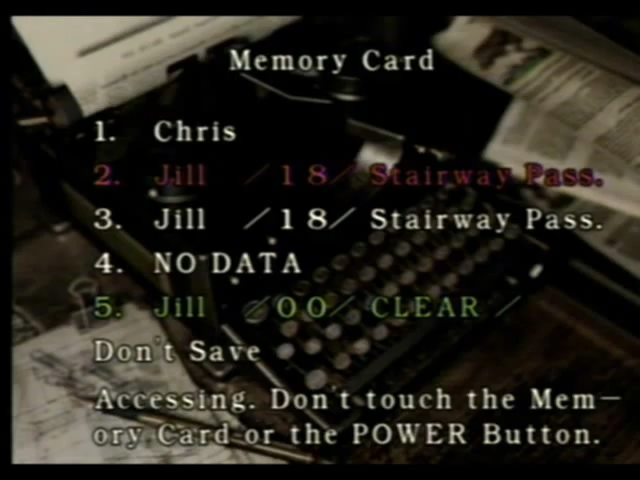 Memory Card
1. Chris
2. Jill ／18／ Stairway Pass.
3. Jill ／18／ Stairway Pass.
4. NO DATA
5. Jill ／00／ CLEAR ／
Don't Save
Accessing. Don't touch the Mem—
ory Card or the POWER Button.